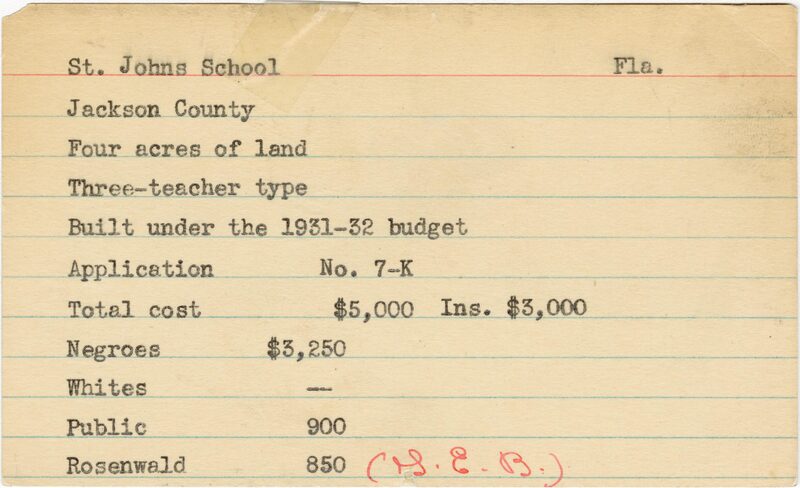 St. Johns School Fla.
Jackson County
Four acres of land
Three-teacher type
Built under the 1931-32 budget
Application No. 7-K
Total cost $5,000 Ins. $3,000
Negroes $3,250
Whites —
Public 900
Rosenwald 850 (G. E. B.)